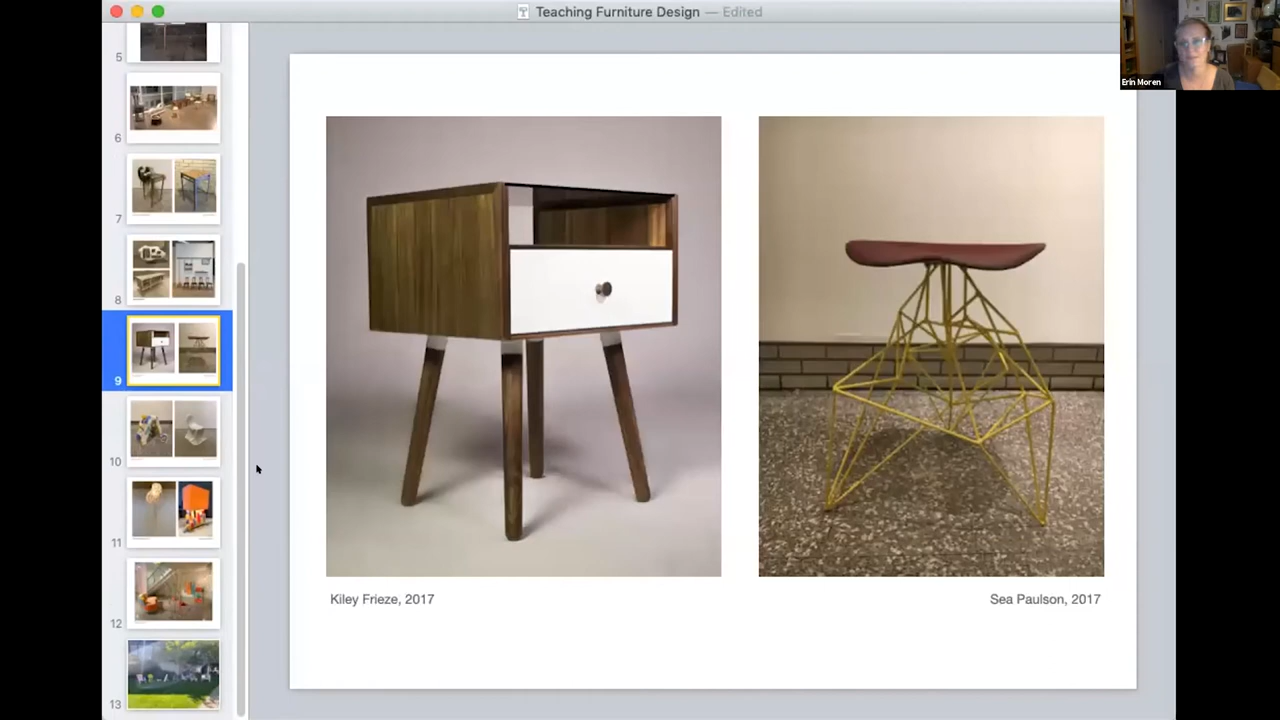 Teaching Furniture Design — Edited
Erin Moren
5
6
7
8
9
10
11
12
13
Kiley Frieze, 2017
Sea Paulson, 2017